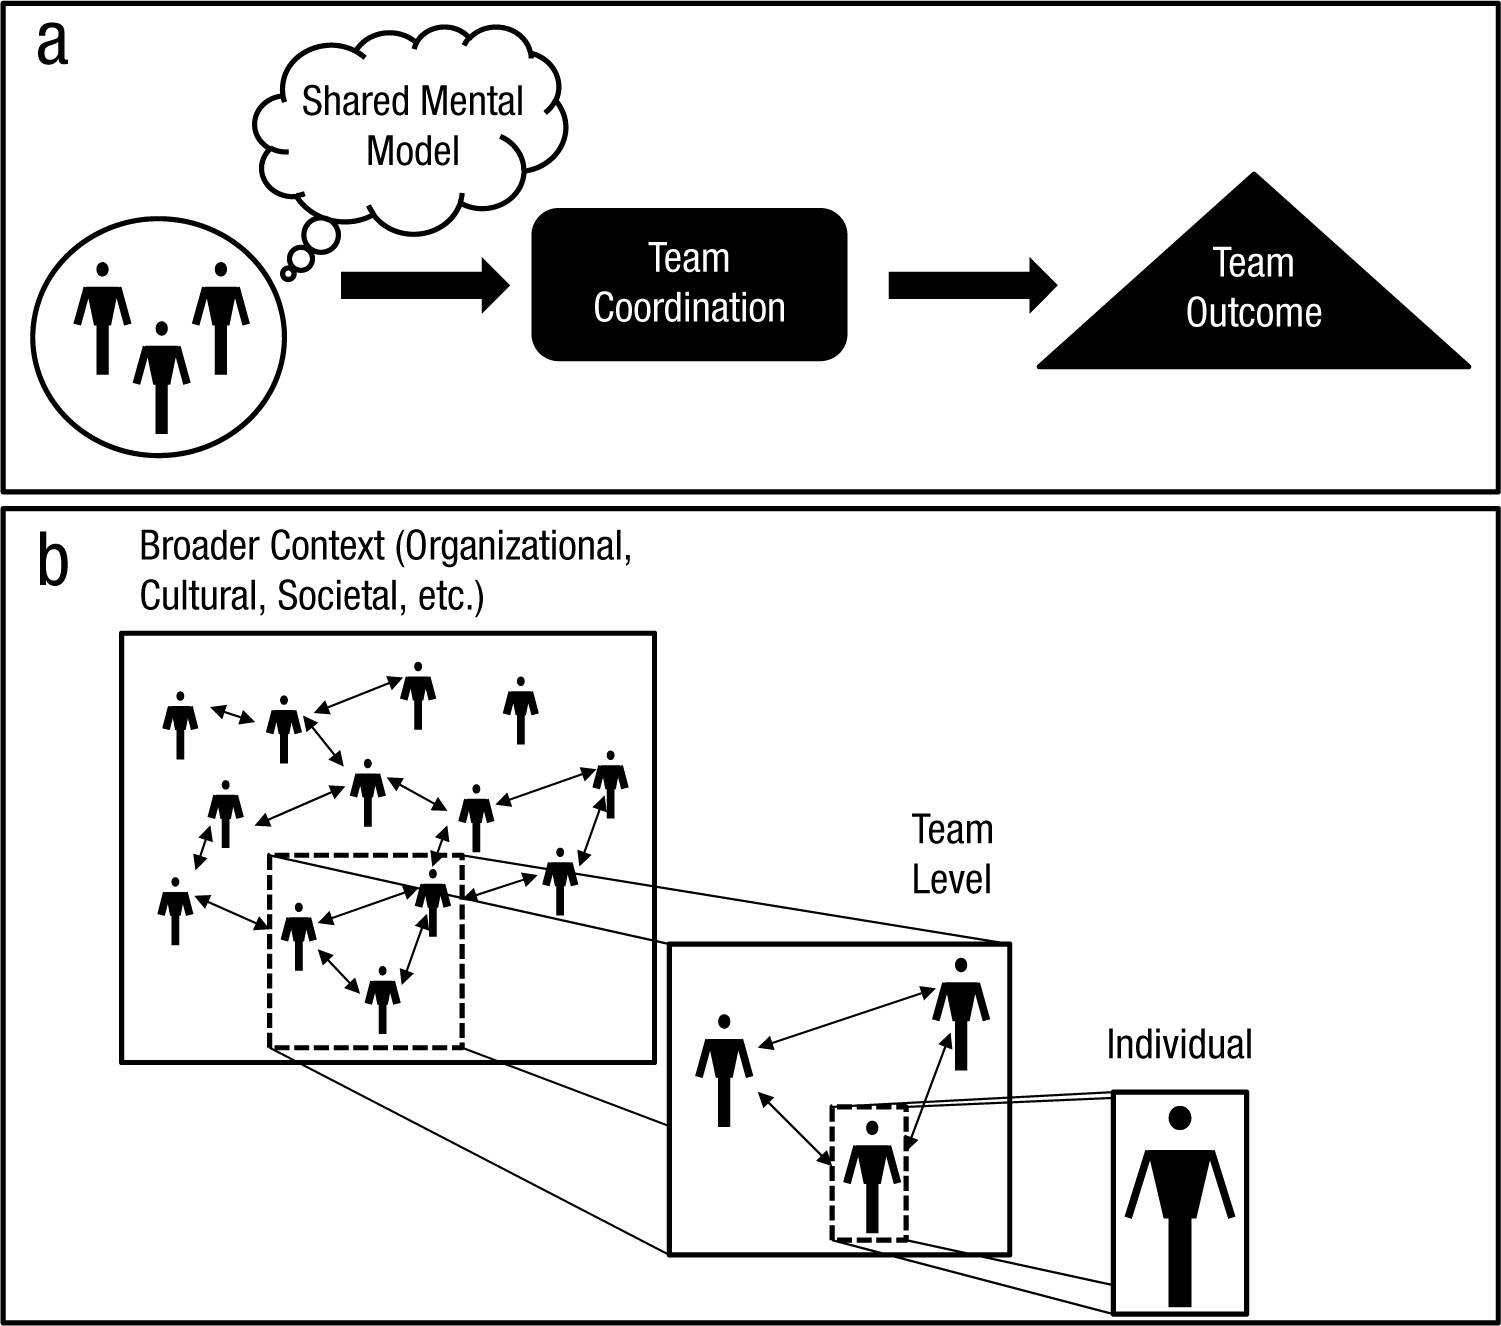 a
Shared Mental
Model
Team
Coordination
Team
Outcome
b
Broader Context (Organizational,
Cultural, Societal, etc.)
Team
Level
Individual